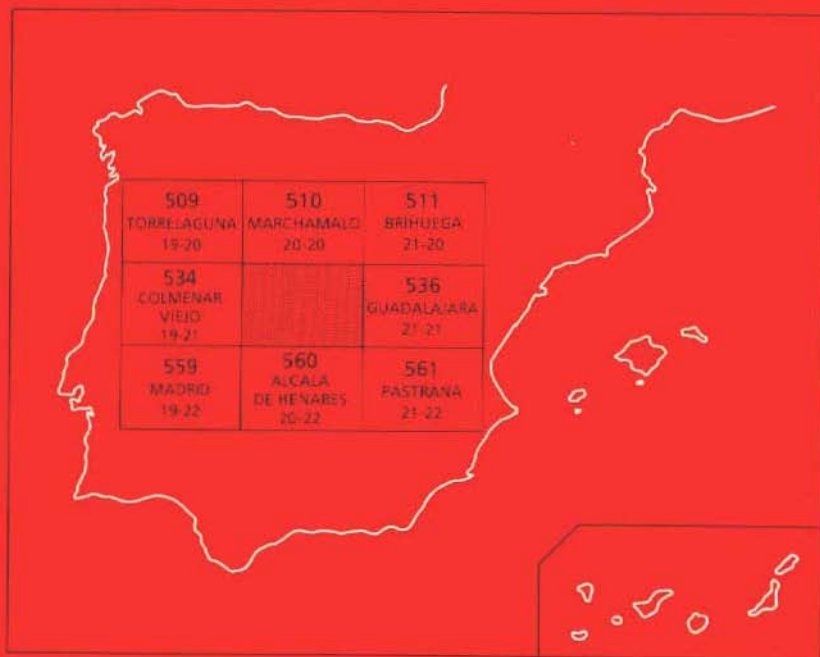 509
TORRELAGUNA
19-20
510
MARCHAMALO
20-20
511
BRIHUEGA
21-20
534
COLMENAR
VIEJO
19-21
536
GUADALAJARA
21-21
559
MADRID
19-22
560
ALCALA
DE HENARES
20-22
561
PASTRANA
21-22